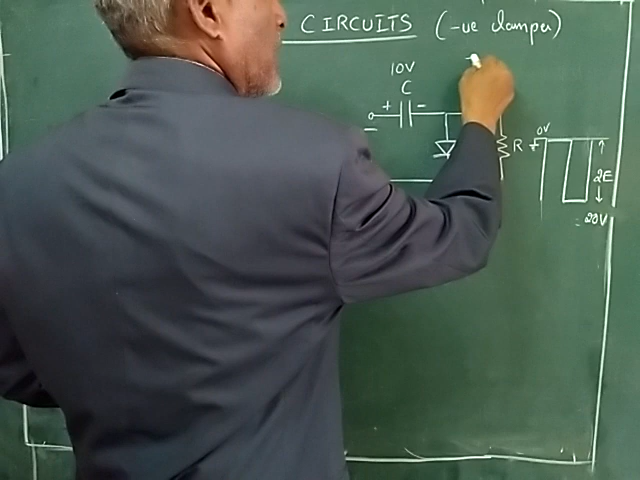 CIRCUITS (-ve clamper)
10V
C
+ -
R
0V
2E
= 20V